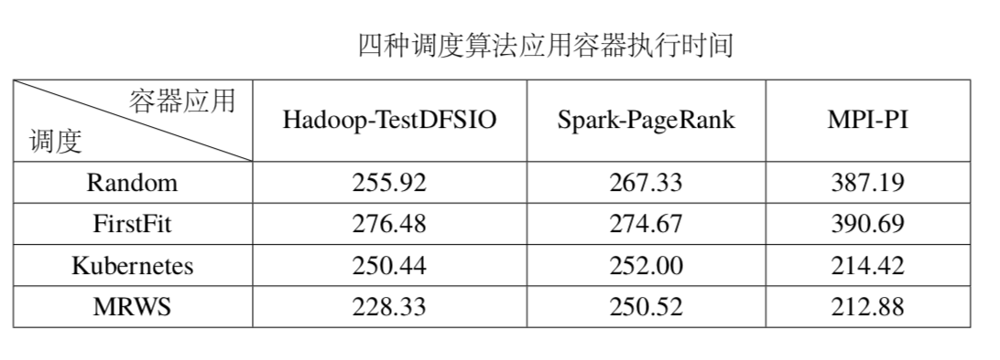 四种调度算法应用容器执行时间
容器应用
调度
Hadoop-TestDFSIO Spark-PageRank MPI-PI
Random 255.92 267.33 387.19
FirstFit 276.48 274.67 390.69
Kubernetes 250.44 252.00 214.42
MRWS 228.33 250.52 212.88